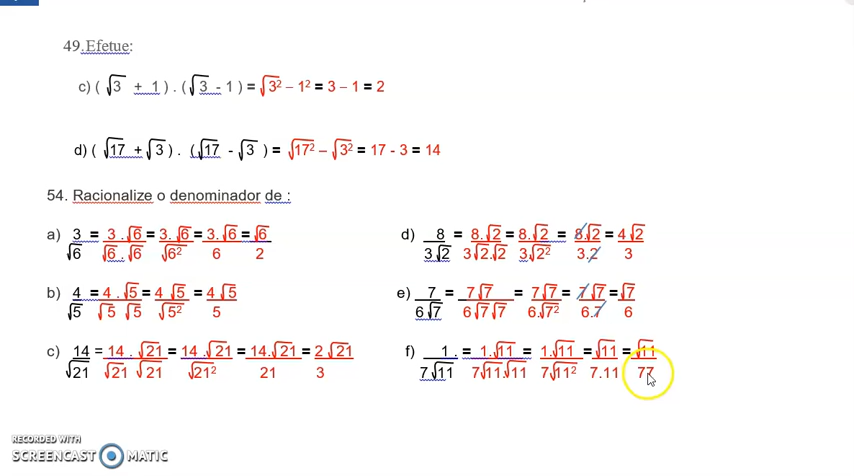 49.Efetue:
c) ( √3 + 1 ) . ( √3 - 1 ) = √3² – 1² = 3 – 1 = 2
d) ( √17 + √3 ) . ( √17 - √3 ) = √17² – √3² = 17 - 3 = 14
54. Racionalize o denominador de :
a) 3/√6 = 3 . √6/√6 . √6 = 3 . √6/√6² = 3 . √6/6 = √6/2
b) 4/√5 = 4 . √5/√5 √5 = 4 √5/√5² = 4 √5/5
c) 14/√21 = 14 . √21/√21 √21 = 14 . √21/√21² = 14.√21/21 = 2 √21/3
d) 8/3√2 = 8.√2/3√2.√2 = 8.√2/3.√2² = 8.√2/3.2 = 4√2/3
e) 7/6√7 = 7√7/6√7√7 = 7√7/6.√7² = 7√7/6.7 = √7/6
f) 1./7.√11 = 1.√11/7√11.√11 = 1.√11/7√11² = √11/7.11 = √11/77
RECORDED WITH
SCREENCAST MATIC